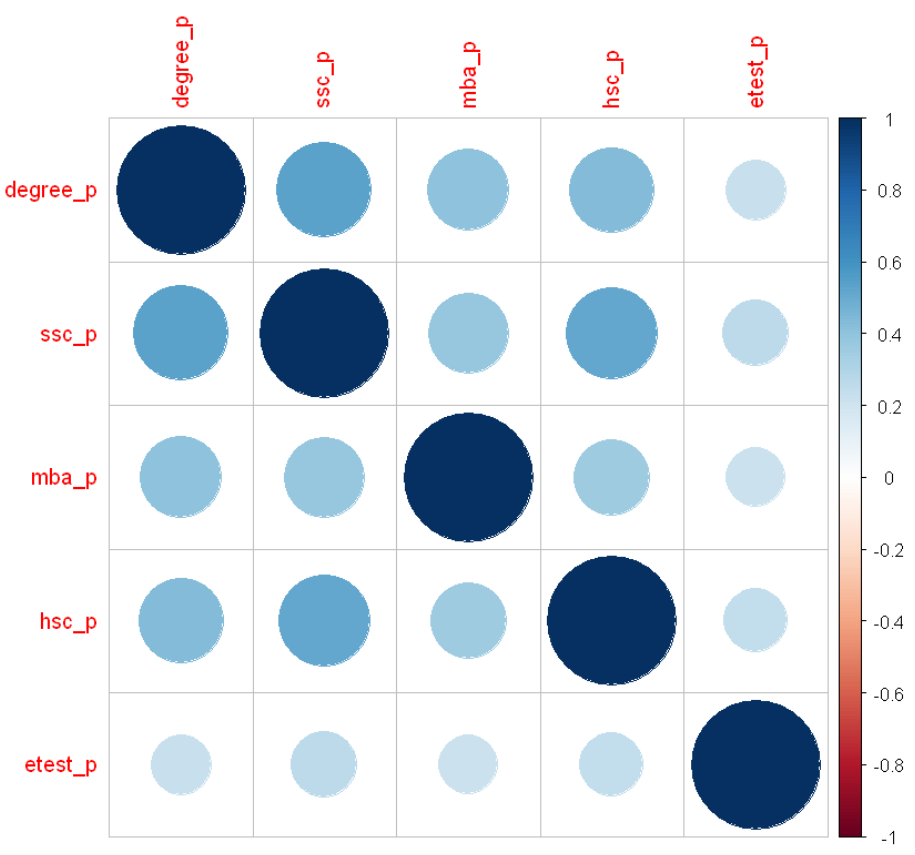 degree_p
ssc_p
mba_p
hsc_p
etest_p
degree_p
ssc_p
mba_p
hsc_p
etest_p
1
0.8
0.6
0.4
0.2
0
-0.2
-0.4
-0.6
-0.8
-1